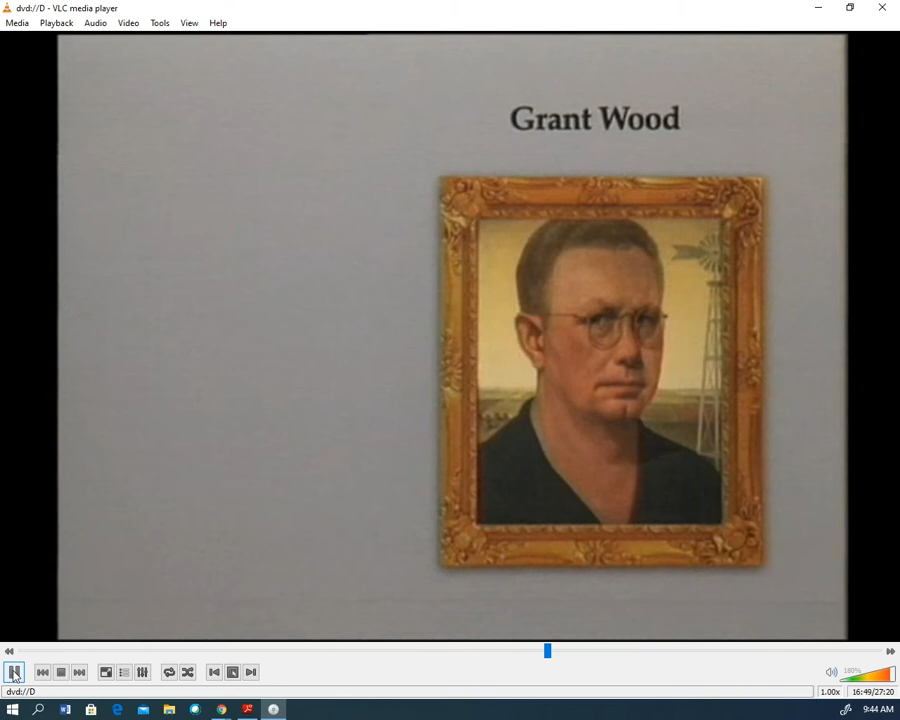 dvd://D - VLC media player
Media Playback Audio Video Tools View Help
Grant Wood
180%
dvd://D
1.00x
16:49/27:20
9:44 AM